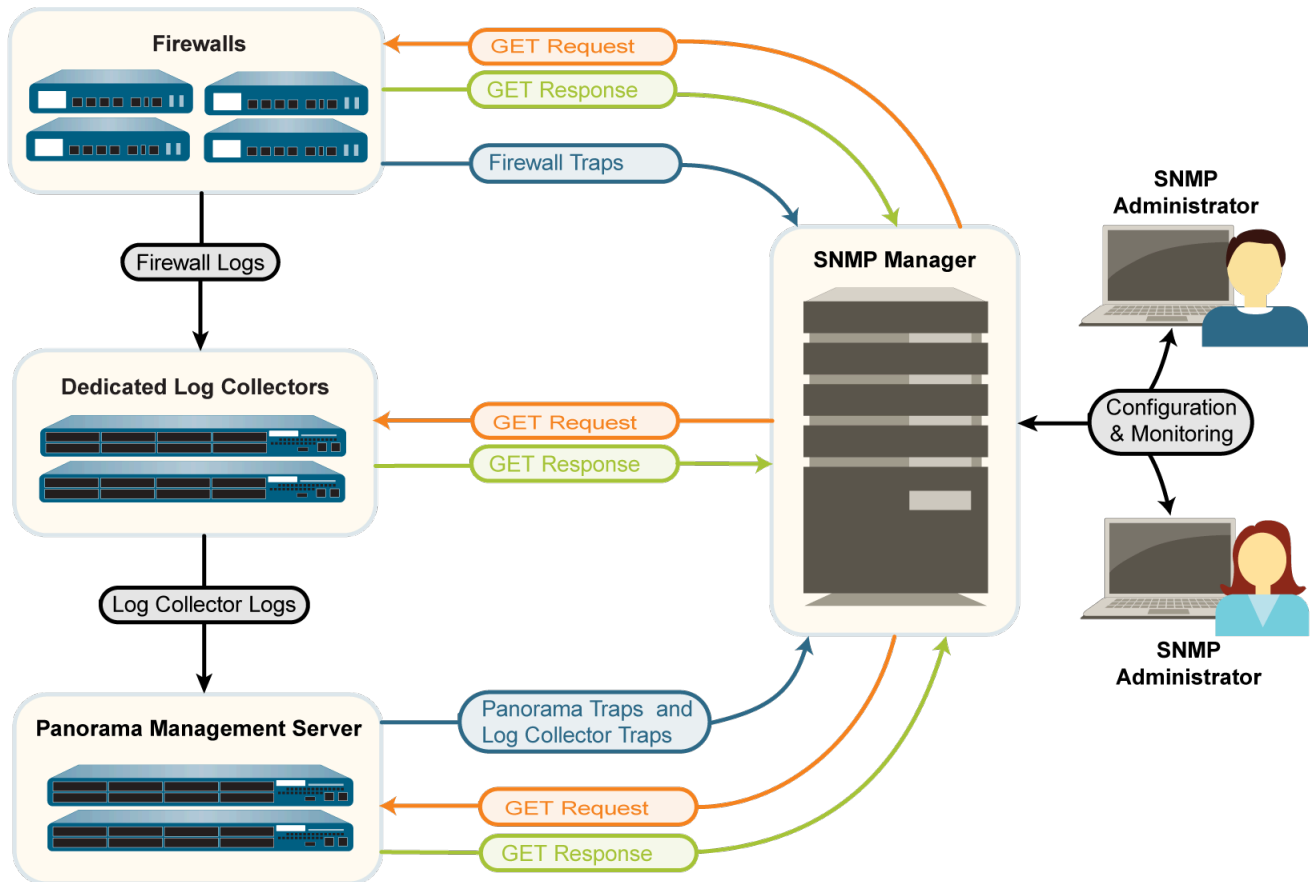 Firewalls
GET Request
GET Response
Firewall Traps
SNMP
Administrator
Firewall Logs
SNMP Manager
Dedicated Log Collectors
GET Request
GET Response
Configuration
& Monitoring
Log Collector Logs
SNMP
Administrator
Panorama Management Server
Panorama Traps and
Log Collector Traps
GET Request
GET Response